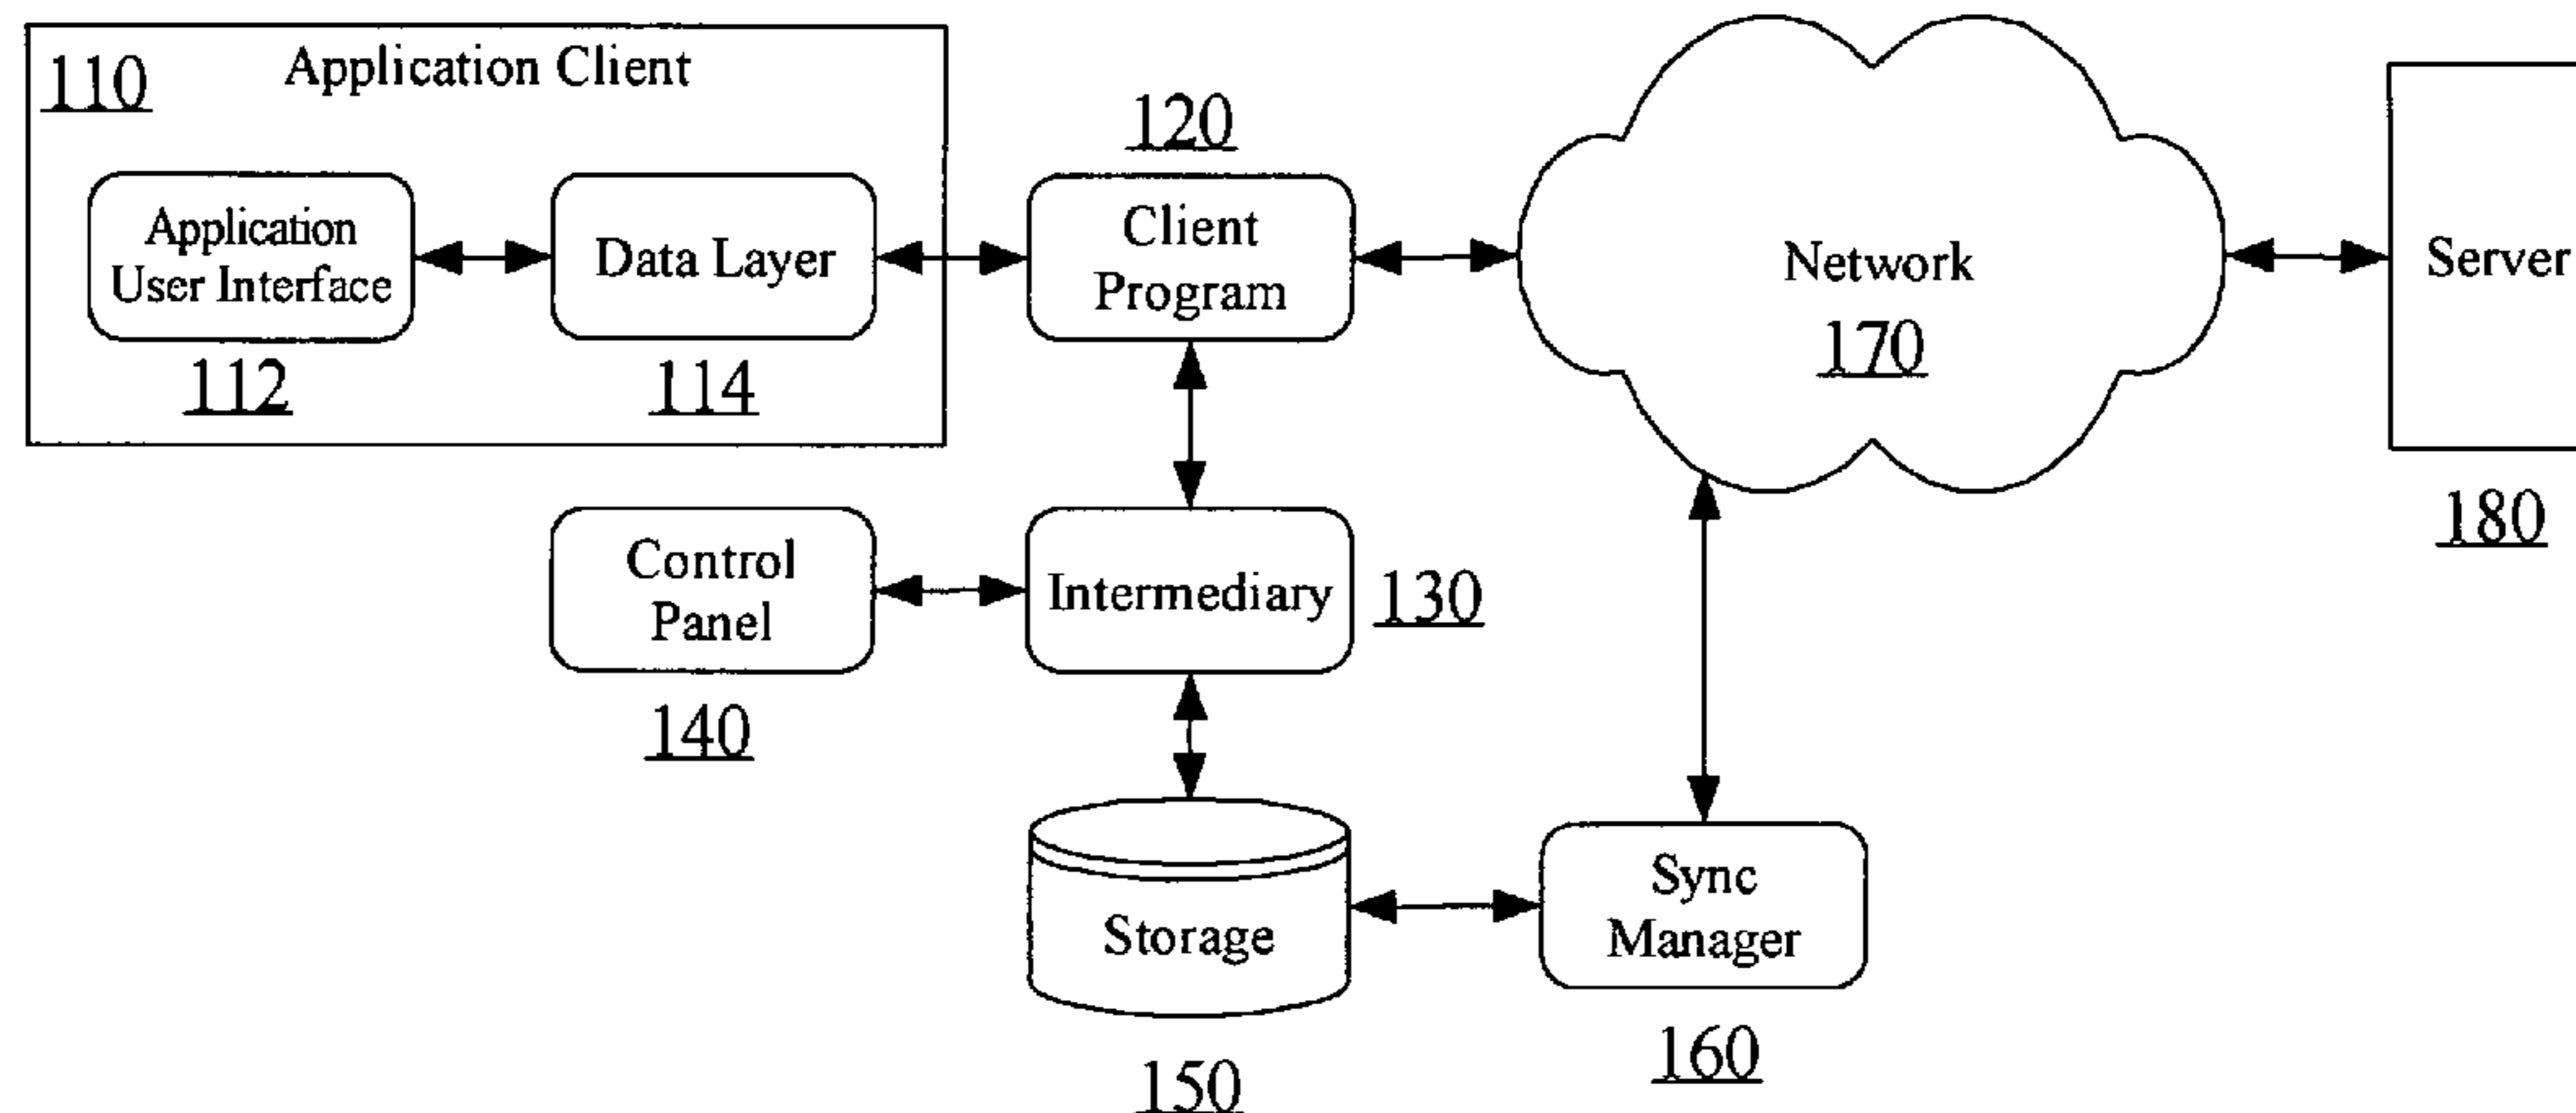 110
Application Client
Application
User Interface
112
Data Layer
114
120
Client
Program
Network
170
Server
180
Control
Panel
140
Intermediary
130
Storage
150
Sync
Manager
160